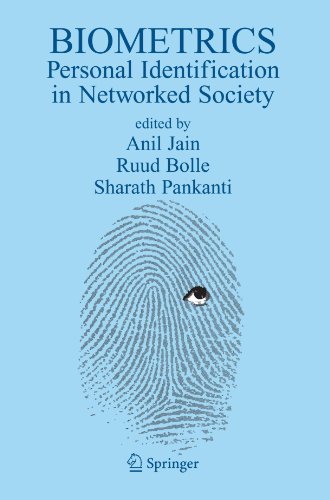 BIOMETRICS
Personal Identification
in Networked Society
edited by
Anil Jain
Ruud Bolle
Sharath Pankanti
Springer